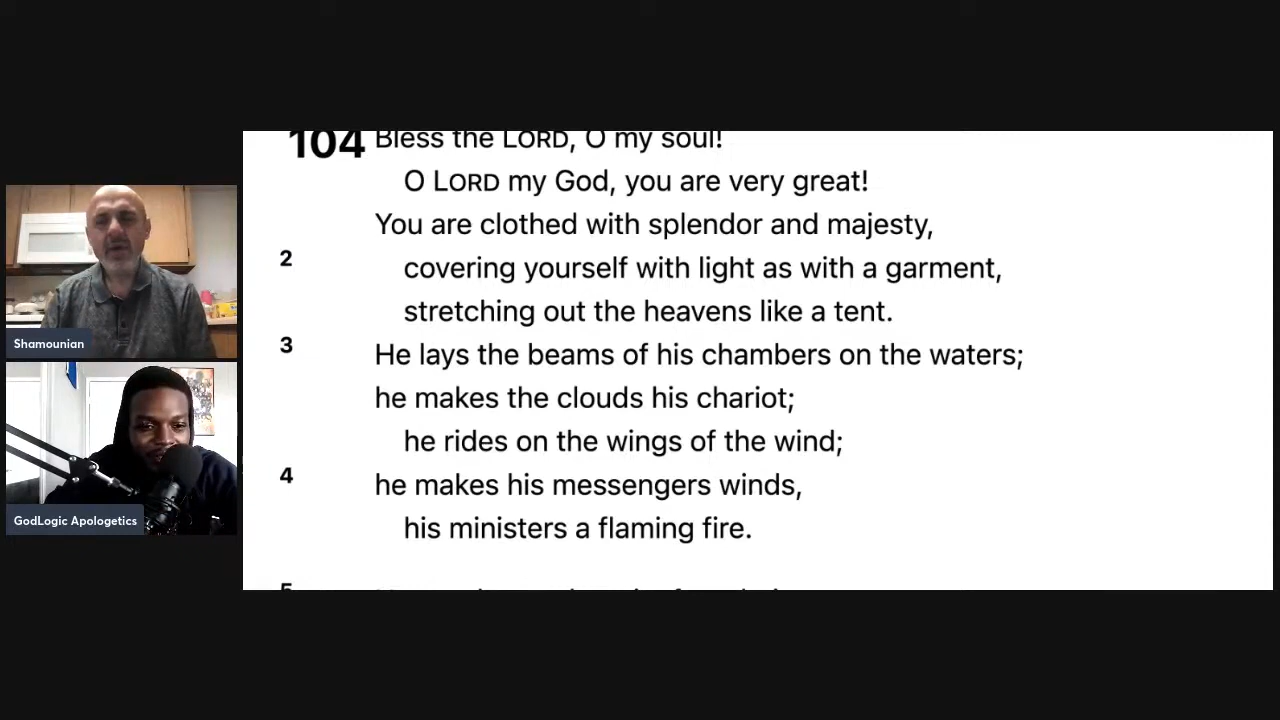 104 Bless the LORD, O my soul!
O LORD my God, you are very great!
You are clothed with splendor and majesty,
2 covering yourself with light as with a garment,
stretching out the heavens like a tent.
3 He lays the beams of his chambers on the waters;
he makes the clouds his chariot;
he rides on the wings of the wind;
4 he makes his messengers winds,
his ministers a flaming fire.
5
Shamounian
GodLogic Apologetics